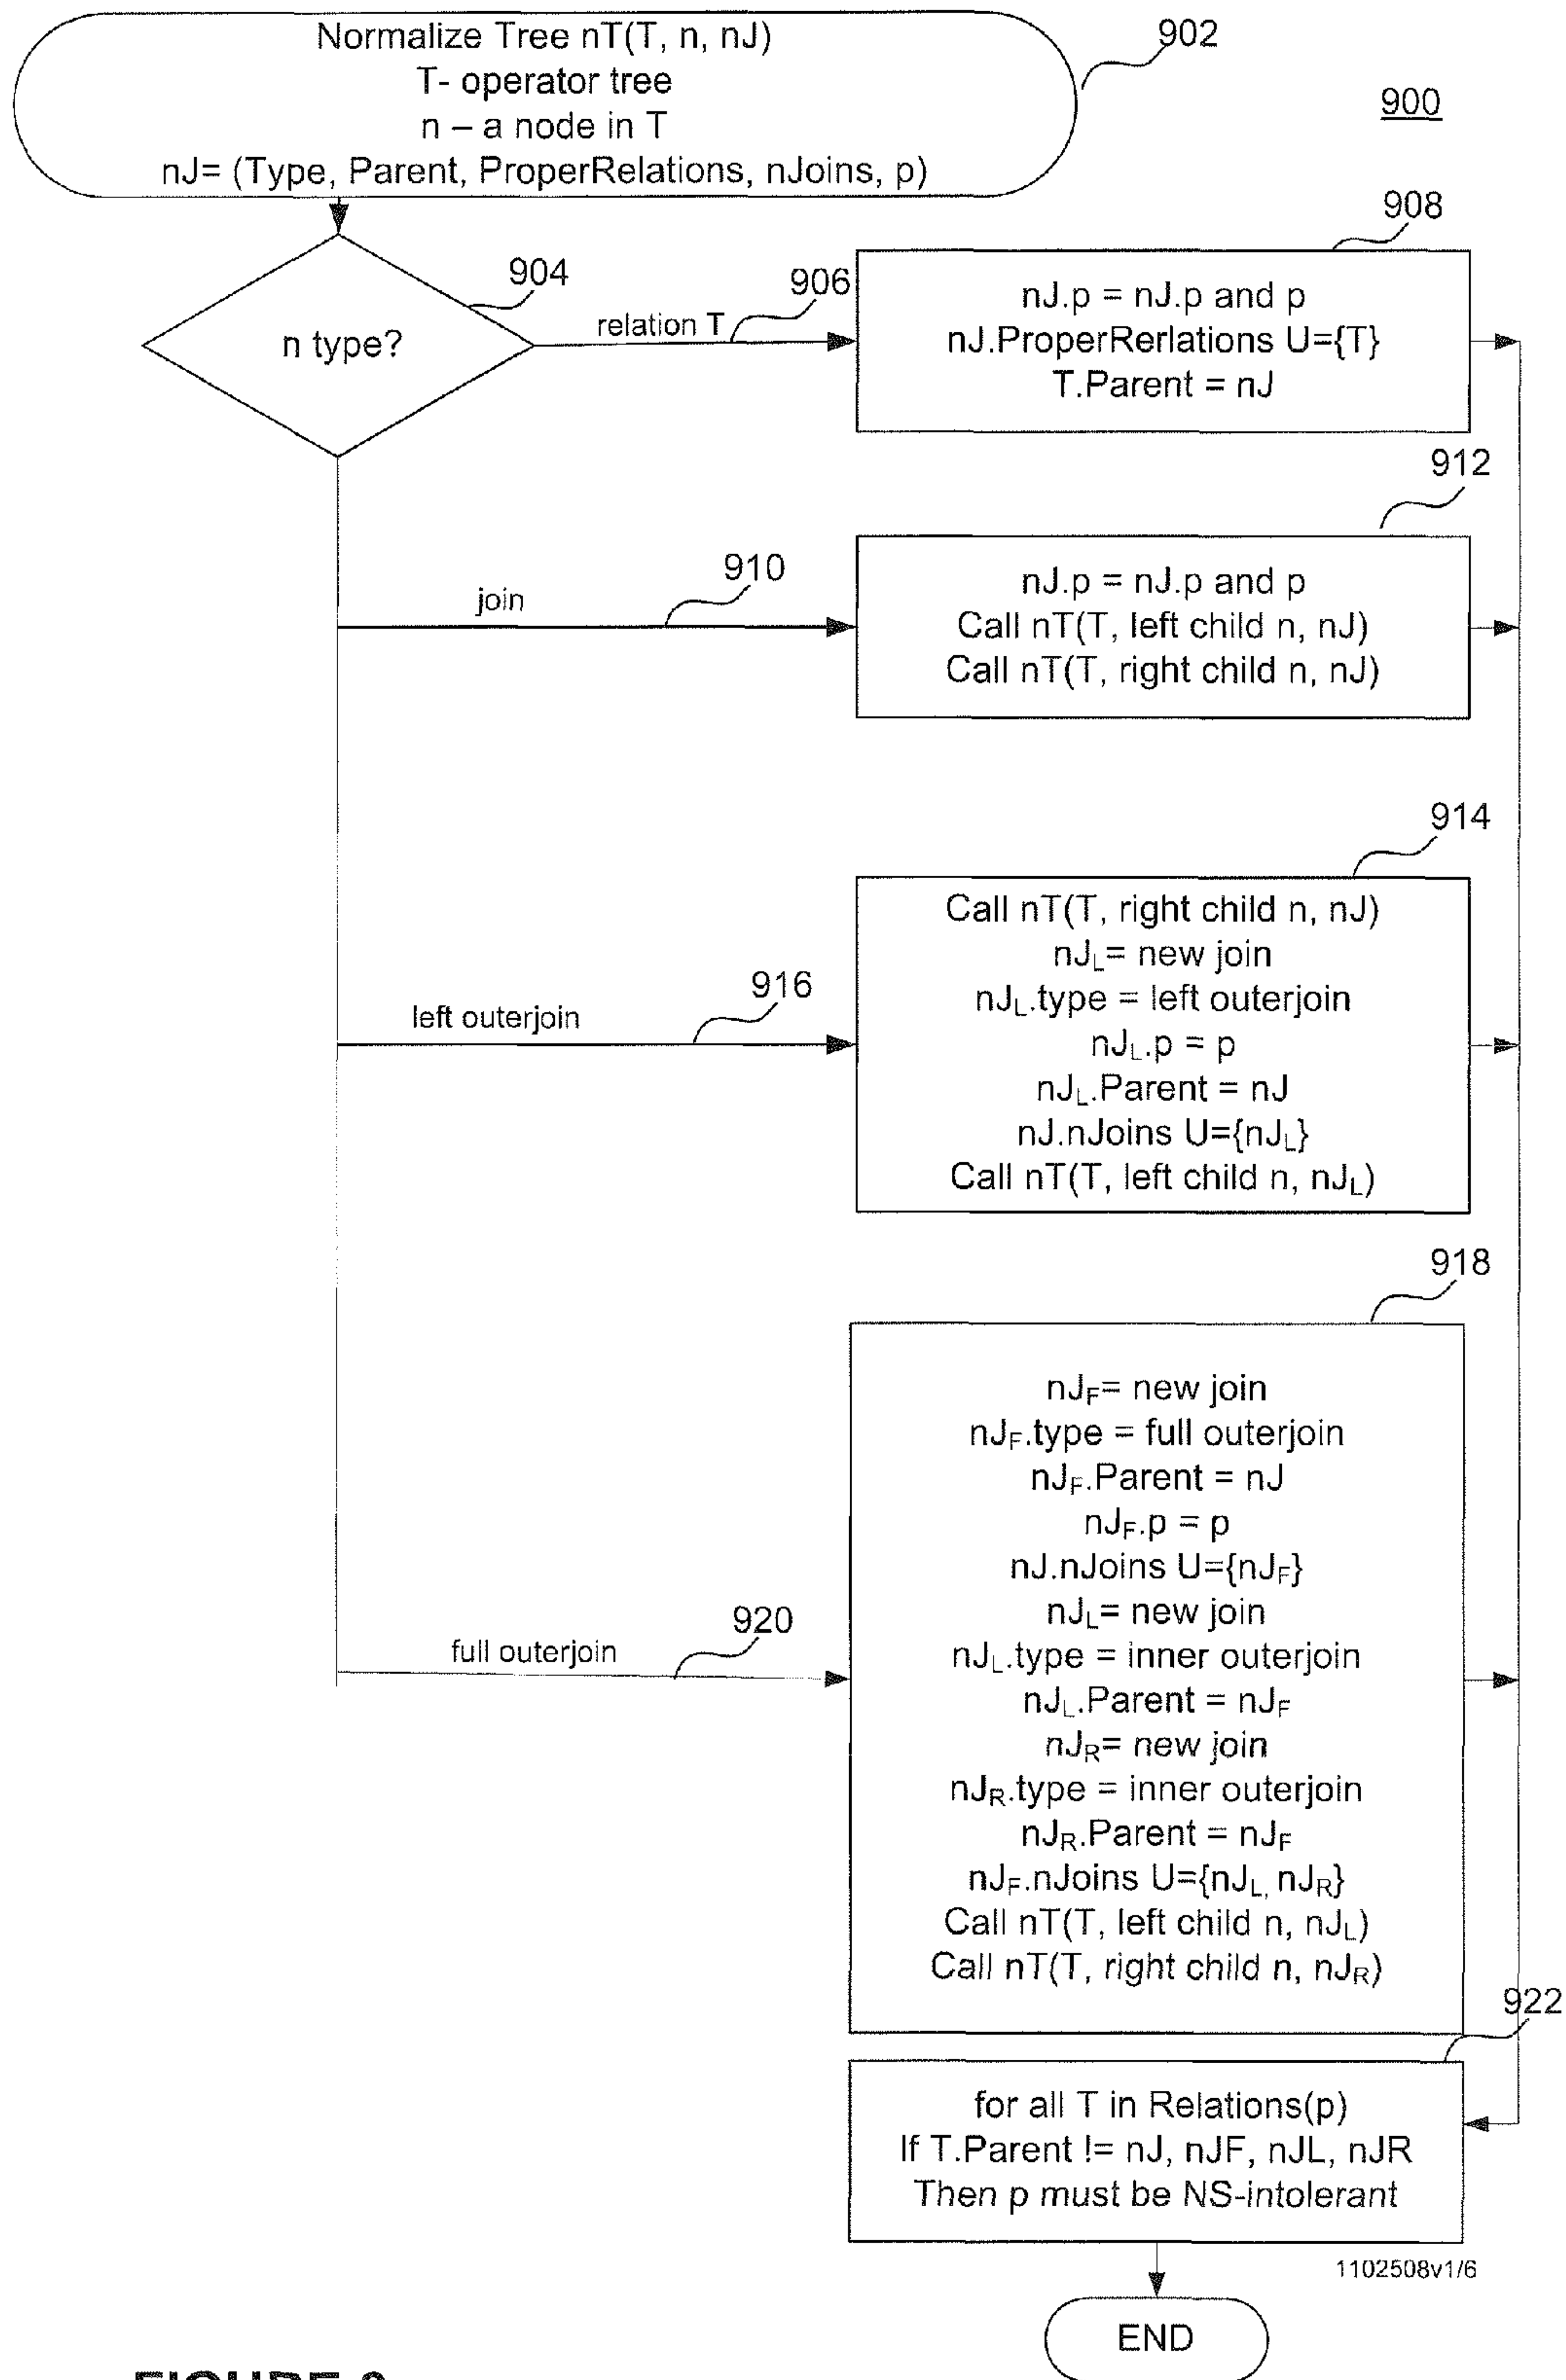 Normalize Tree nT(T, n, nJ)
T- operator tree
n – a node in T
nJ= (Type, Parent, ProperRelations, nJoins, p)
902
900
n type?
904
relation T
906
908
nJ.p = nJ.p and p
nJ.ProperRerlations U={T}
T.Parent = nJ
join
910
912
nJ.p = nJ.p and p
Call nT(T, left child n, nJ)
Call nT(T, right child n, nJ)
left outerjoin
916
914
Call nT(T, right child n, nJ)
nJL= new join
nJL.type = left outerjoin
nJL.p = p
nJL.Parent = nJ
nJ.nJoins U={nJL}
Call nT(T, left child n, nJL)
full outerjoin
920
918
nJF= new join
nJF.type = full outerjoin
nJF.Parent = nJ
nJF.p = p
nJ.nJoins U={nJF}
nJL= new join
nJL.type = inner outerjoin
nJL.Parent = nJF
nJR= new join
nJR.type = inner outerjoin
nJR.Parent = nJF
nJF.nJoins U={nJL, nJR}
Call nT(T, left child n, nJL)
Call nT(T, right child n, nJR)
922
for all T in Relations(p)
If T.Parent != nJ, nJF, nJL, nJR
Then p must be NS-intolerant
1102508v1/6
END
FIGURE